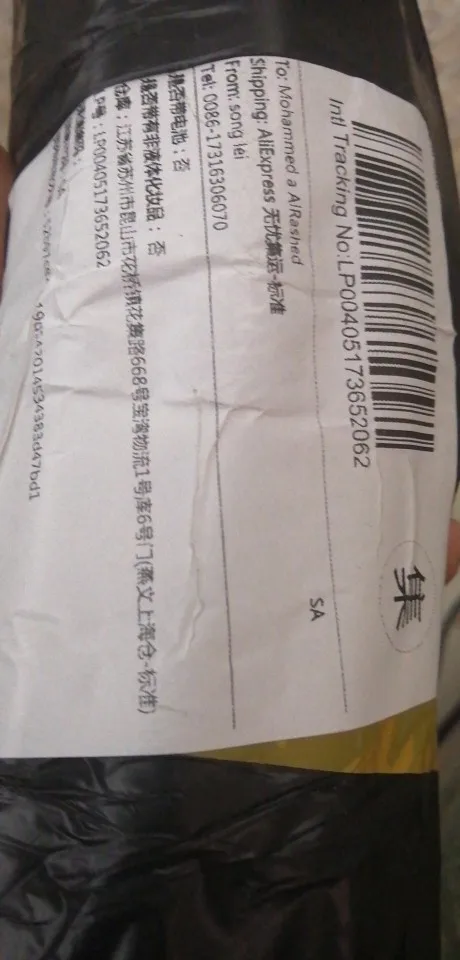 集
Intl Tracking No:LP00405173652062
SA
To: Mohammed a AlRashed
Shipping: AliExpress 无忧集运-标准
From: song lei
Tel: 0086-17316306070
是否带电池：否
是否带有非液体化妆品：否
仓库：江苏省苏州市昆山市花桥镇花集路668号宝湾物流1号库6号门(燕文上海仓-标准)
号：LP00405173652062